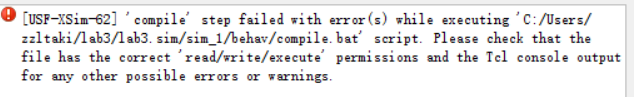 [USF-XSim-62] 'compile' step failed with error(s) while executing 'C:/Users/
zzltaki/lab3/lab3.sim/sim_1/behav/compile.bat' script. Please check that the
file has the correct 'read/write/execute' permissions and the Tcl console output
for any other possible errors or warnings.